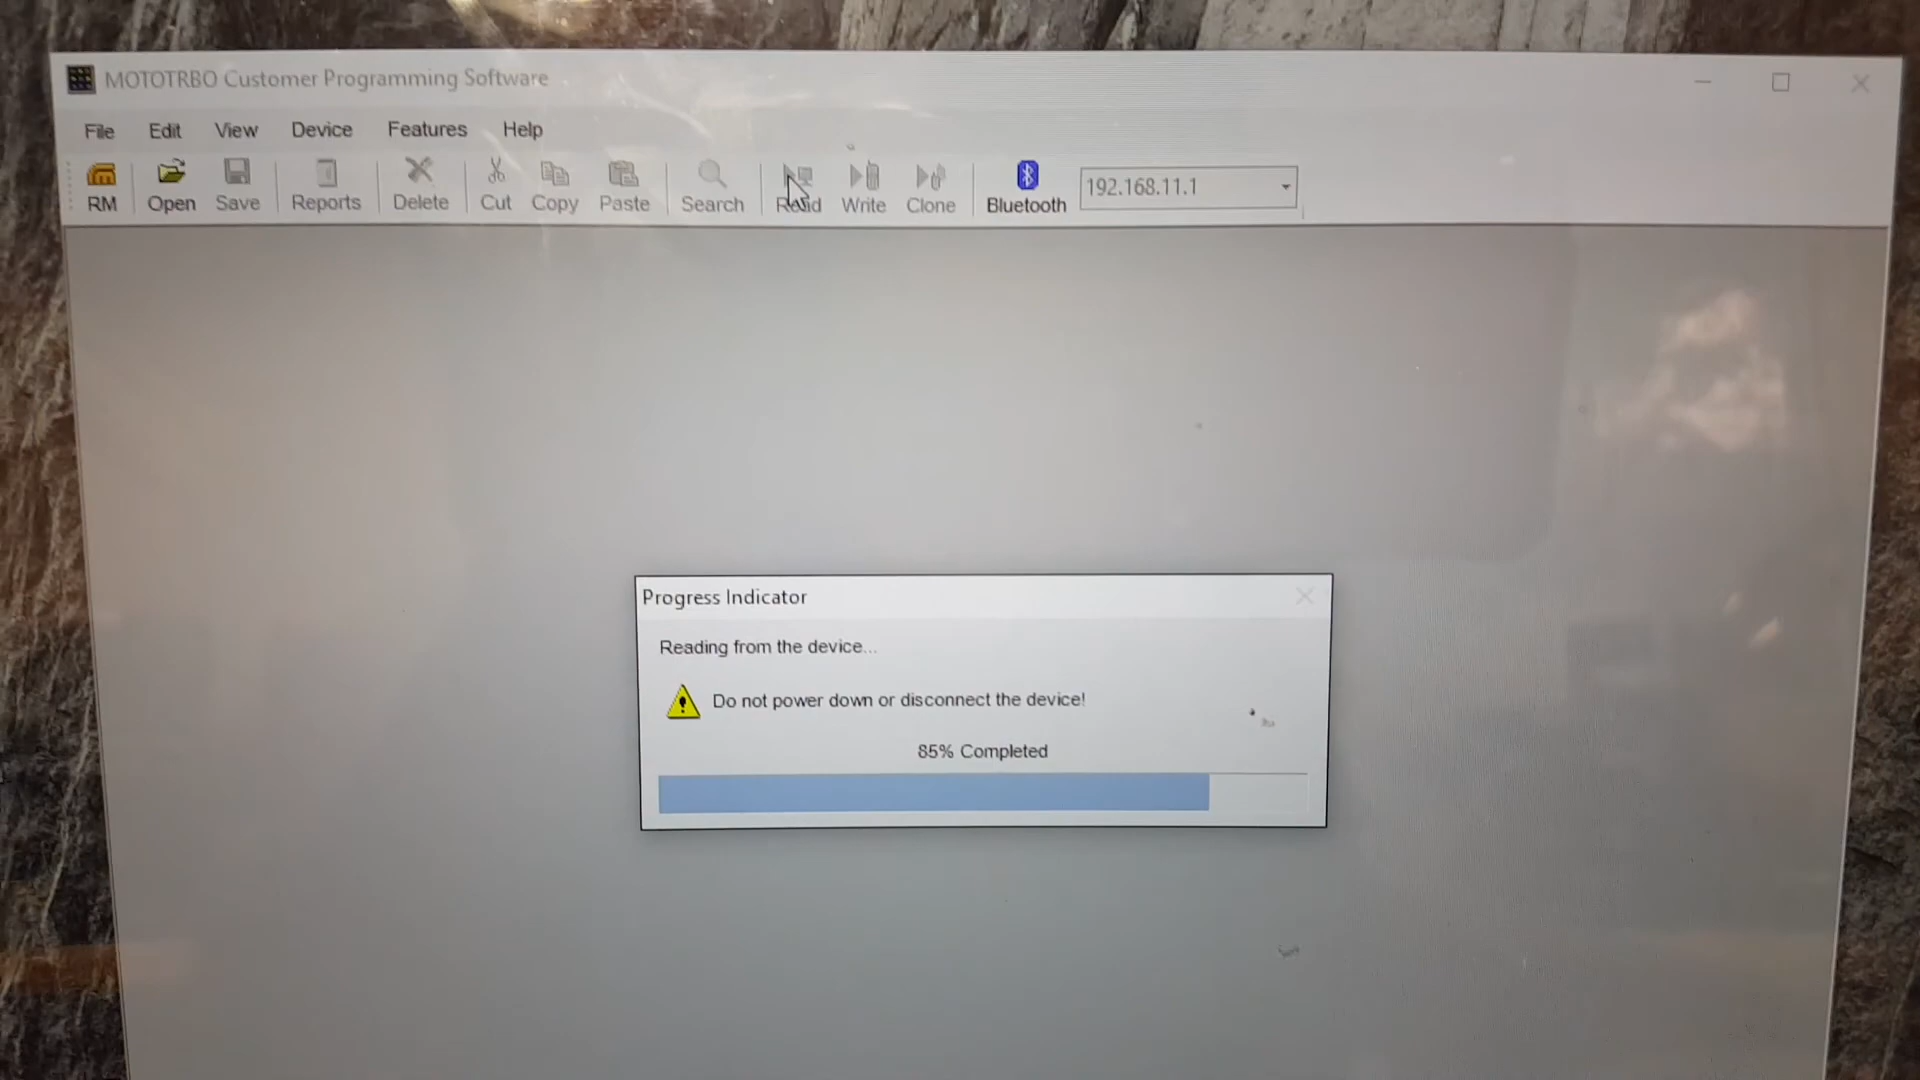 MOTOTRBO Customer Programming Software
File Edit View Device Features Help
RM Open Save Reports Delete Cut Copy Paste Search Read Write Clone Bluetooth 192.168.11.1
Progress Indicator
Reading from the device...
Do not power down or disconnect the device!
85% Completed